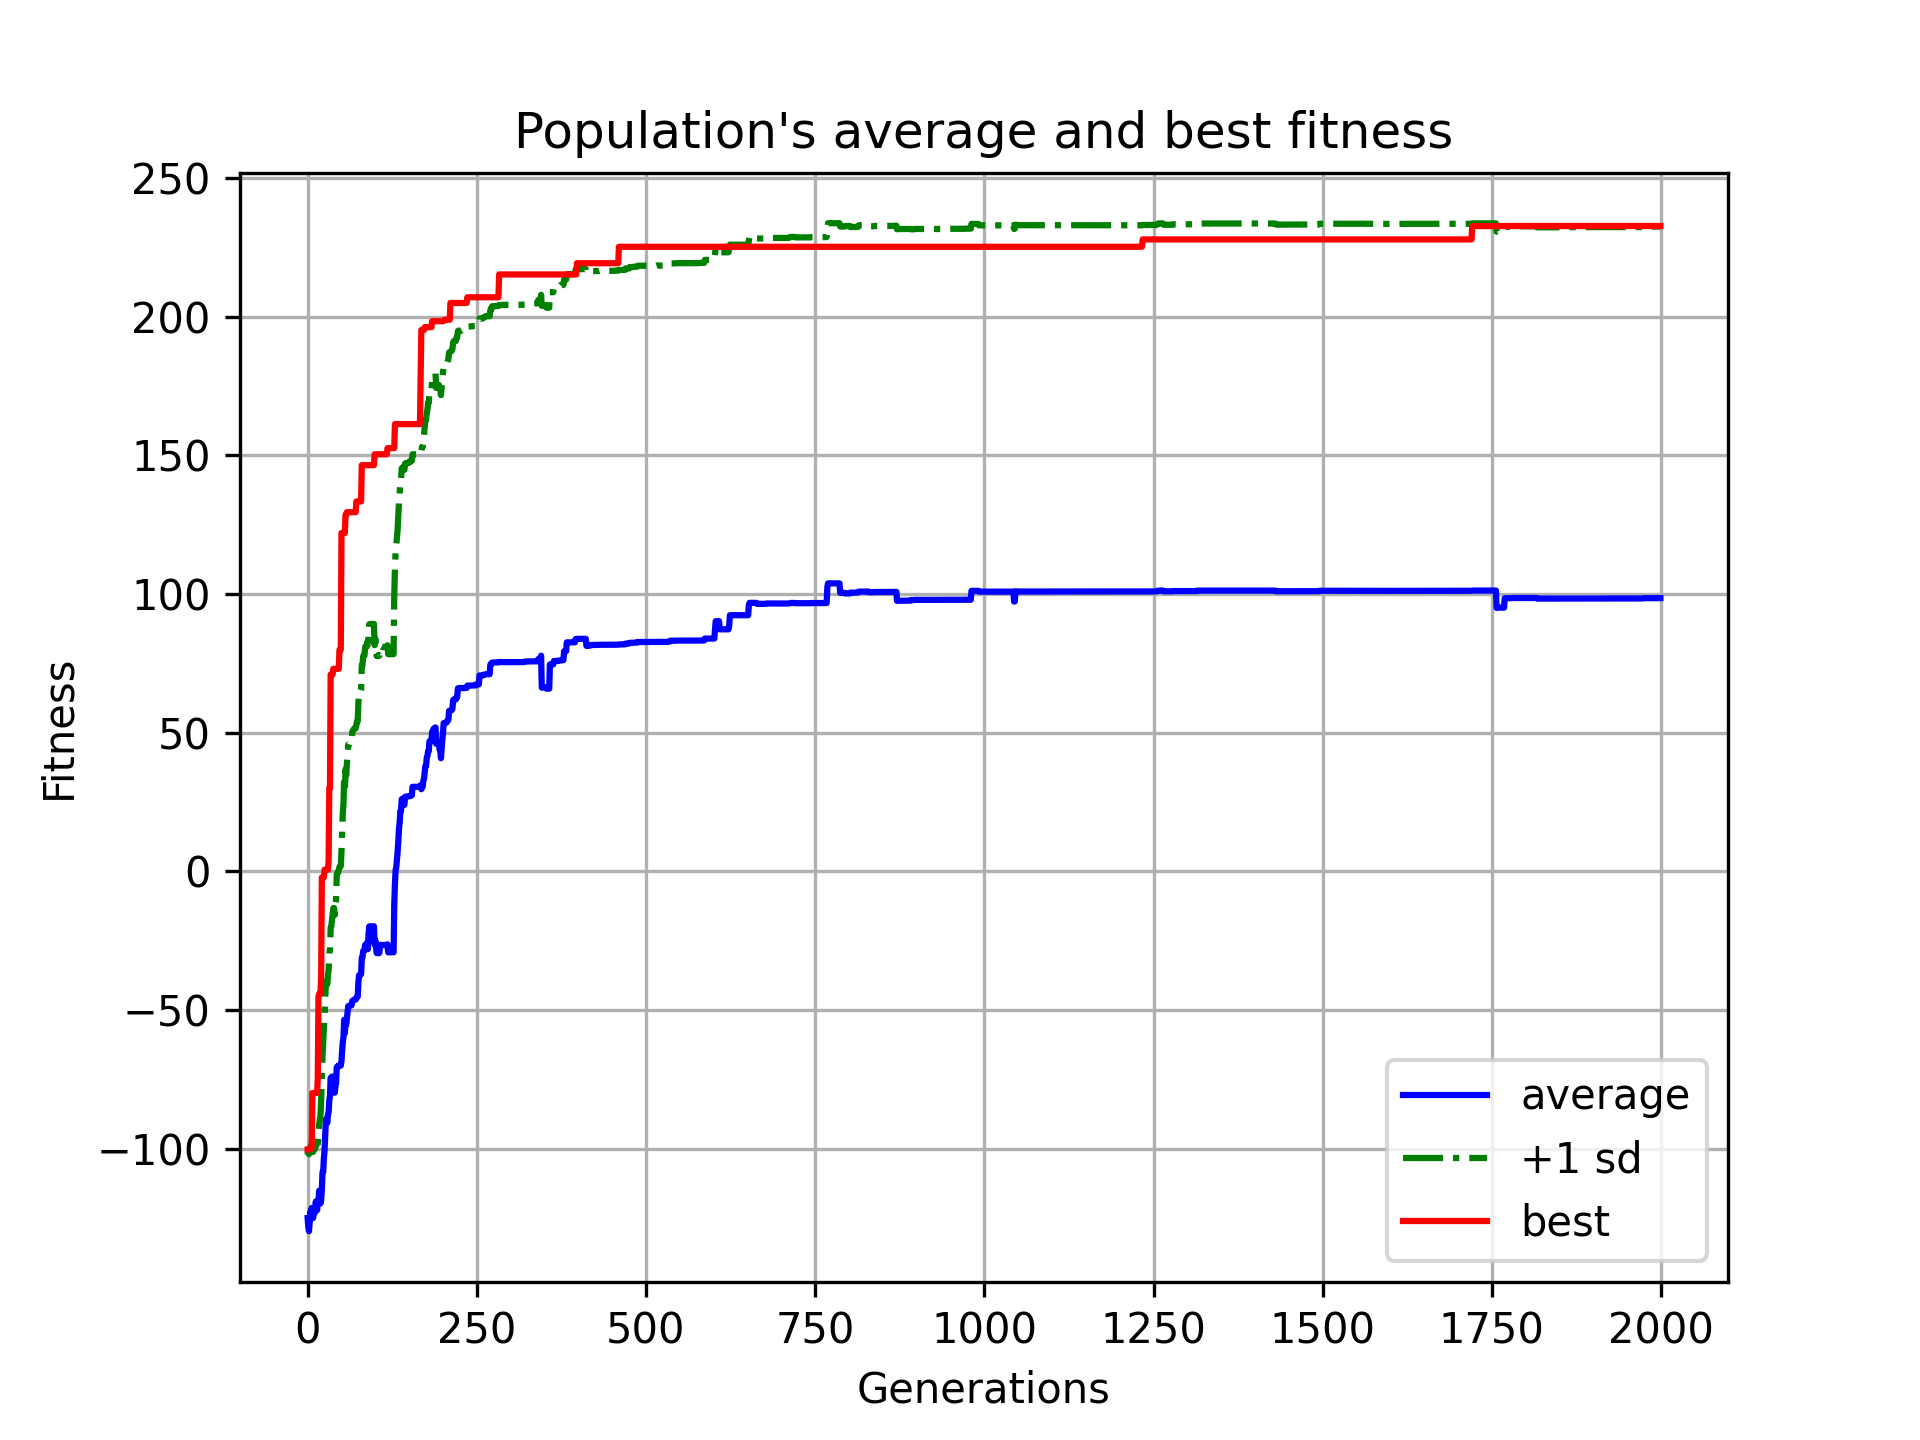 Population's average and best fitness
250
200
150
100
50
0
−50
−100
Fitness
0 250 500 750 1000 1250 1500 1750 2000
Generations
average
+1 sd
best